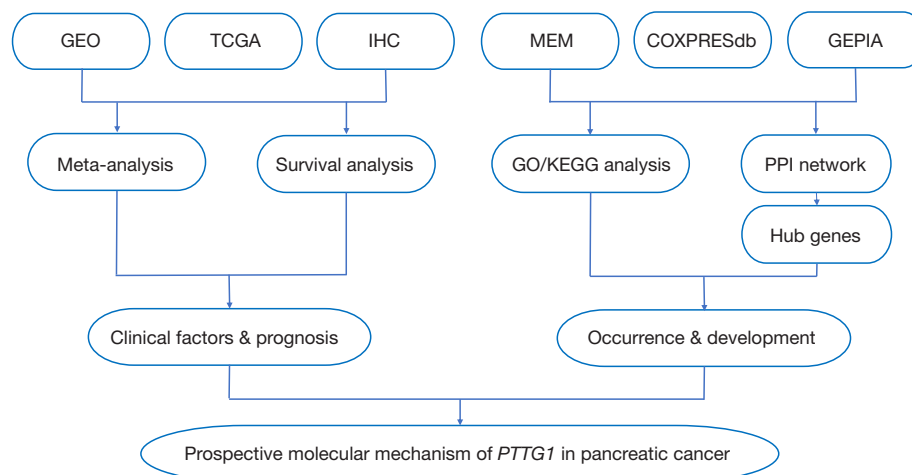 GEO
TCGA
IHC
MEM
COXPRESdb
GEPIA
Meta-analysis
Survival analysis
GO/KEGG analysis
PPI network
Hub genes
Clinical factors & prognosis
Occurrence & development
Prospective molecular mechanism of PTTG1 in pancreatic cancer